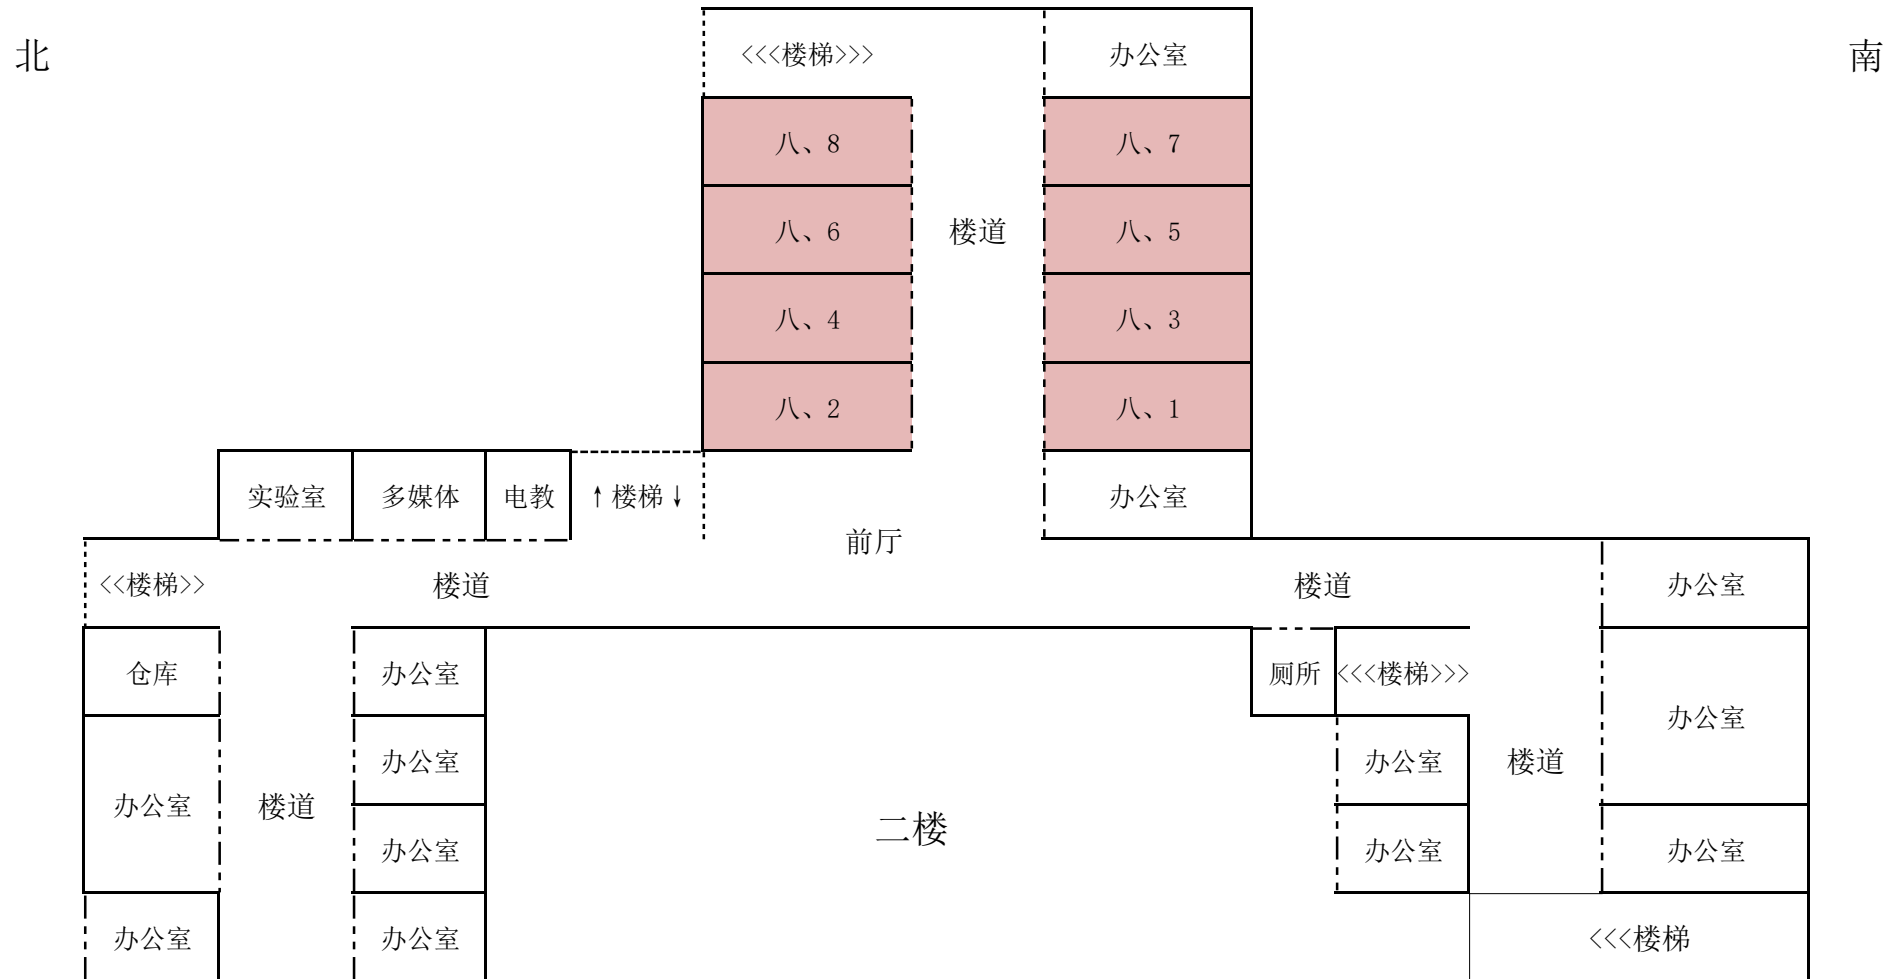 北
南
<<<楼梯>>>
办公室
八、8
八、7
八、6
楼道
八、5
八、4
八、3
八、2
八、1
实验室
多媒体
电教
↑楼梯↓
办公室
前厅
<<楼梯>>
楼道
楼道
办公室
仓库
办公室
厕所
<<<楼梯>>>
办公室
办公室
办公室
楼道
办公室
楼道
二楼
办公室
办公室
办公室
办公室
办公室
<<<楼梯